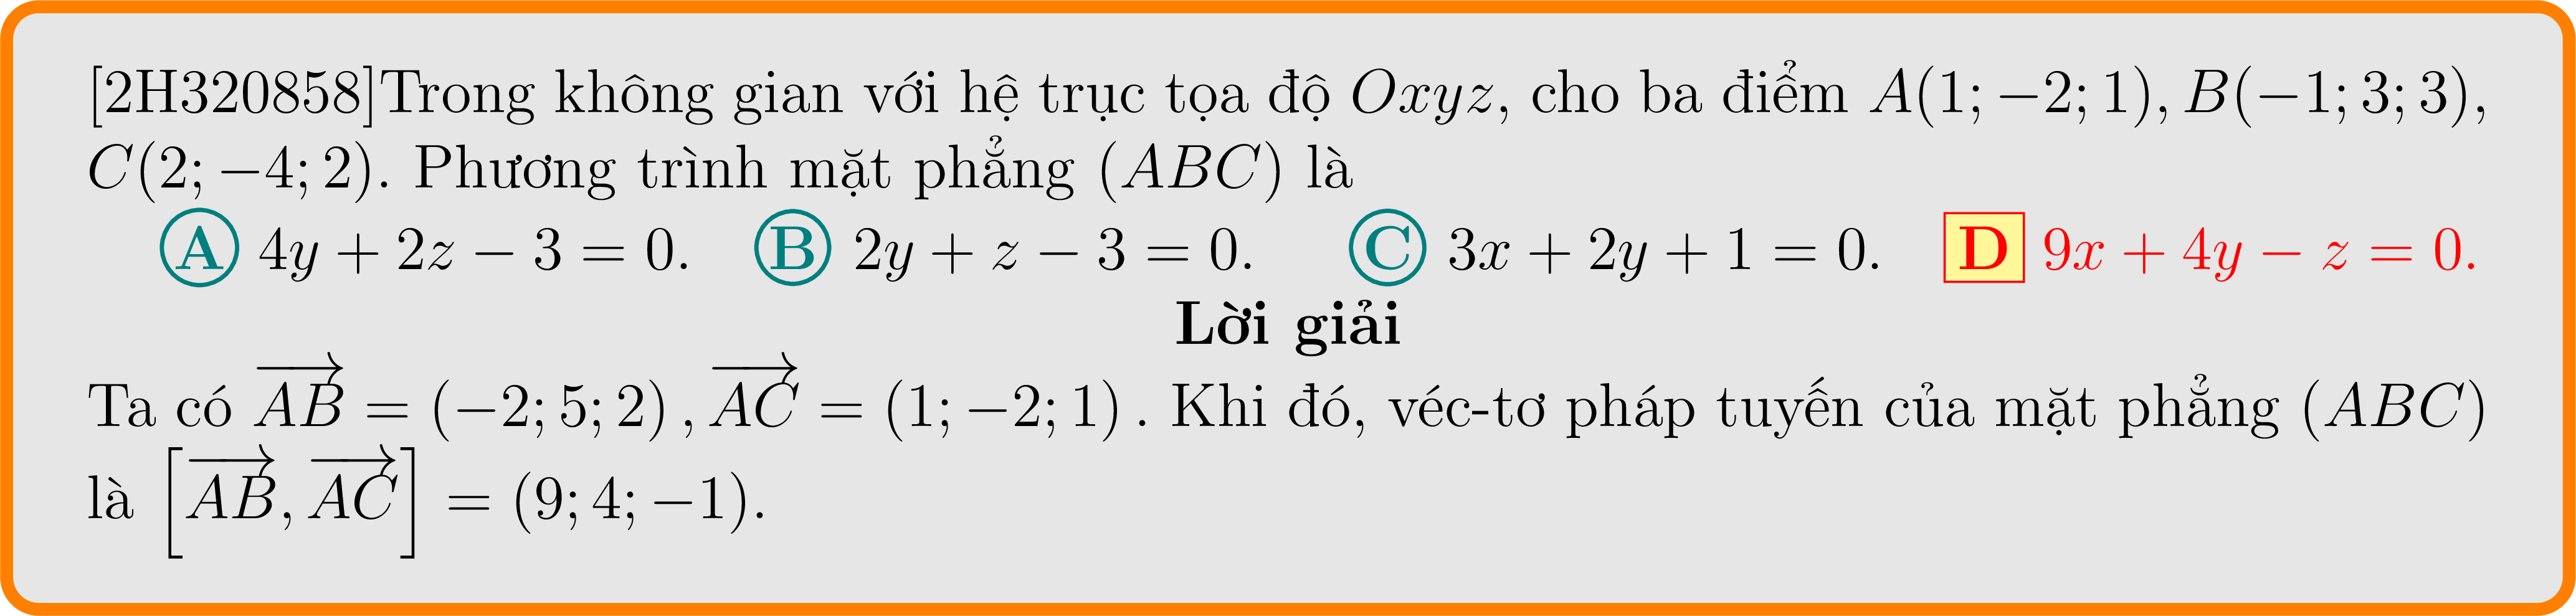 [2H320858]Trong không gian với hệ trục tọa độ Oxyz, cho ba điểm A(1; −2; 1), B(−1; 3; 3),
C(2; −4; 2). Phương trình mặt phẳng (ABC) là
A 4y + 2z − 3 = 0. B 2y + z − 3 = 0. C 3x + 2y + 1 = 0. D 9x + 4y − z = 0.
Lời giải
Ta có $\overrightarrow{AB}$ = (−2; 5; 2), $\overrightarrow{AC}$ = (1; −2; 1). Khi đó, véc-tơ pháp tuyến của mặt phẳng (ABC)
là [$\overrightarrow{AB}$, $\overrightarrow{AC}$] = (9; 4; −1).